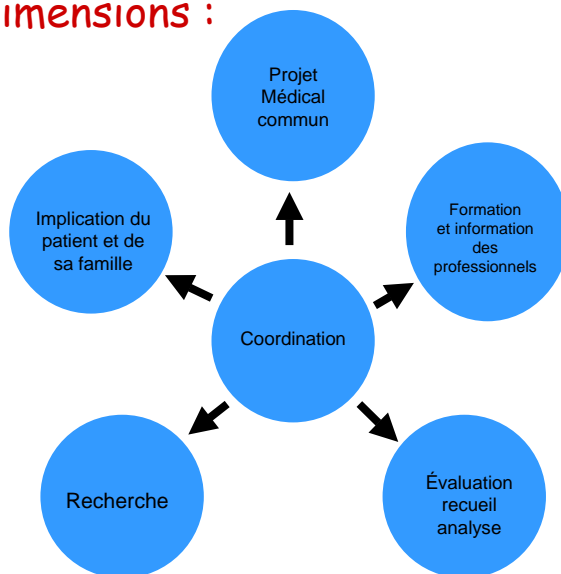 imensions :
Projet
Médical
commun
Implication du
patient et de
sa famille
Formation
et information
des
professionnels
Coordination
Recherche
Évaluation
recueil
analyse